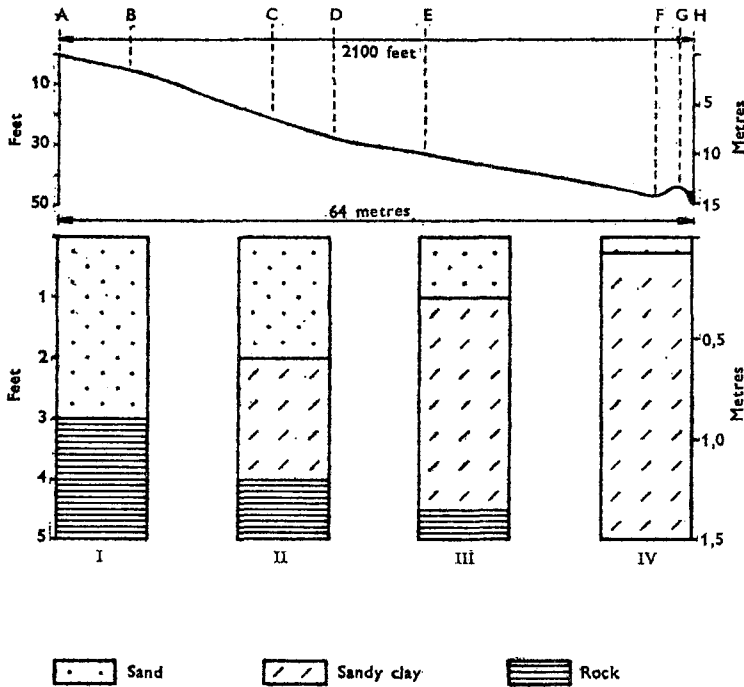 A B C D E F G H
2100 feet
Feet
10
30
50
Metres
5
10
15
64 metres
Feet
1
2
3
4
5
Metres
0,5
1,0
1,5
I II III IV
Sand Sandy clay Rock